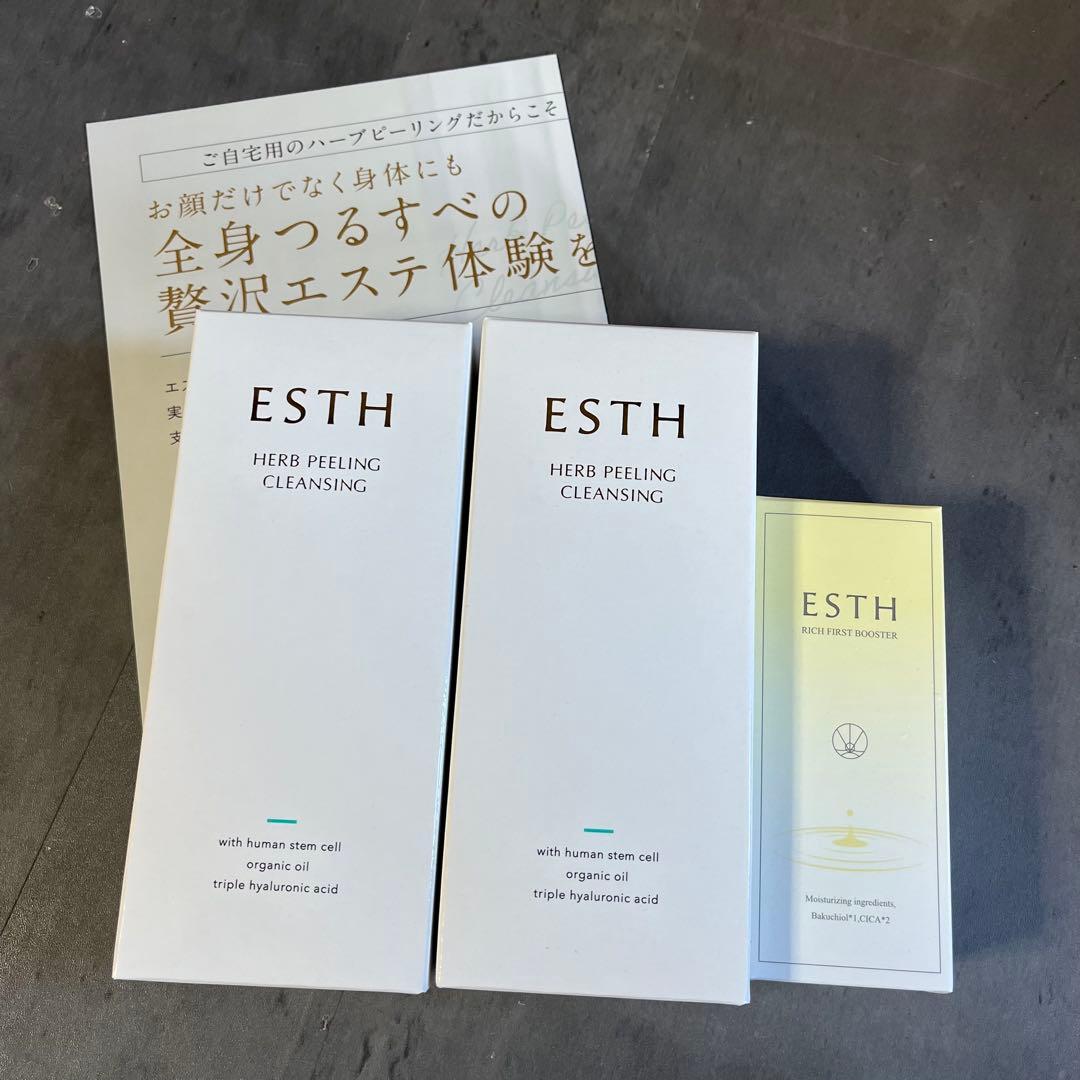 ご自宅用のハーブピーリングだからこそ
お顔だけでなく身体にも
全身つるすべの
贅沢エステ体験を
Cleansi
エス
実
支
ESTH
HERB PEELING
CLEANSING
with human stem cell
organic oil
triple hyaluronic acid
ESTH
HERB PEELING
CLEANSING
with human stem cell
organic oil
triple hyaluronic acid
ESTH
RICH FIRST BOOSTER
Moisturizing ingredients,
Bakuchiol*1,CICA*2